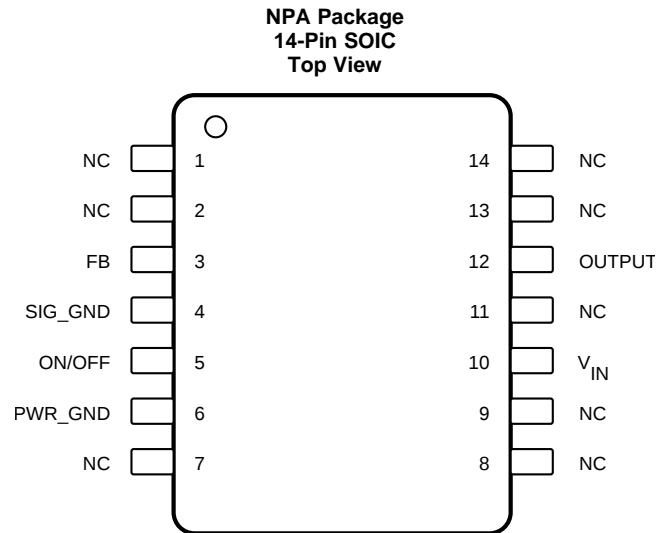 NPA Package
14-Pin SOIC
Top View
NC 1 14 NC
NC 2 13 NC
FB 3 12 OUTPUT
SIG_GND 4 11 NC
ON/OFF 5 10 VIN
PWR_GND 6 9 NC
NC 7 8 NC